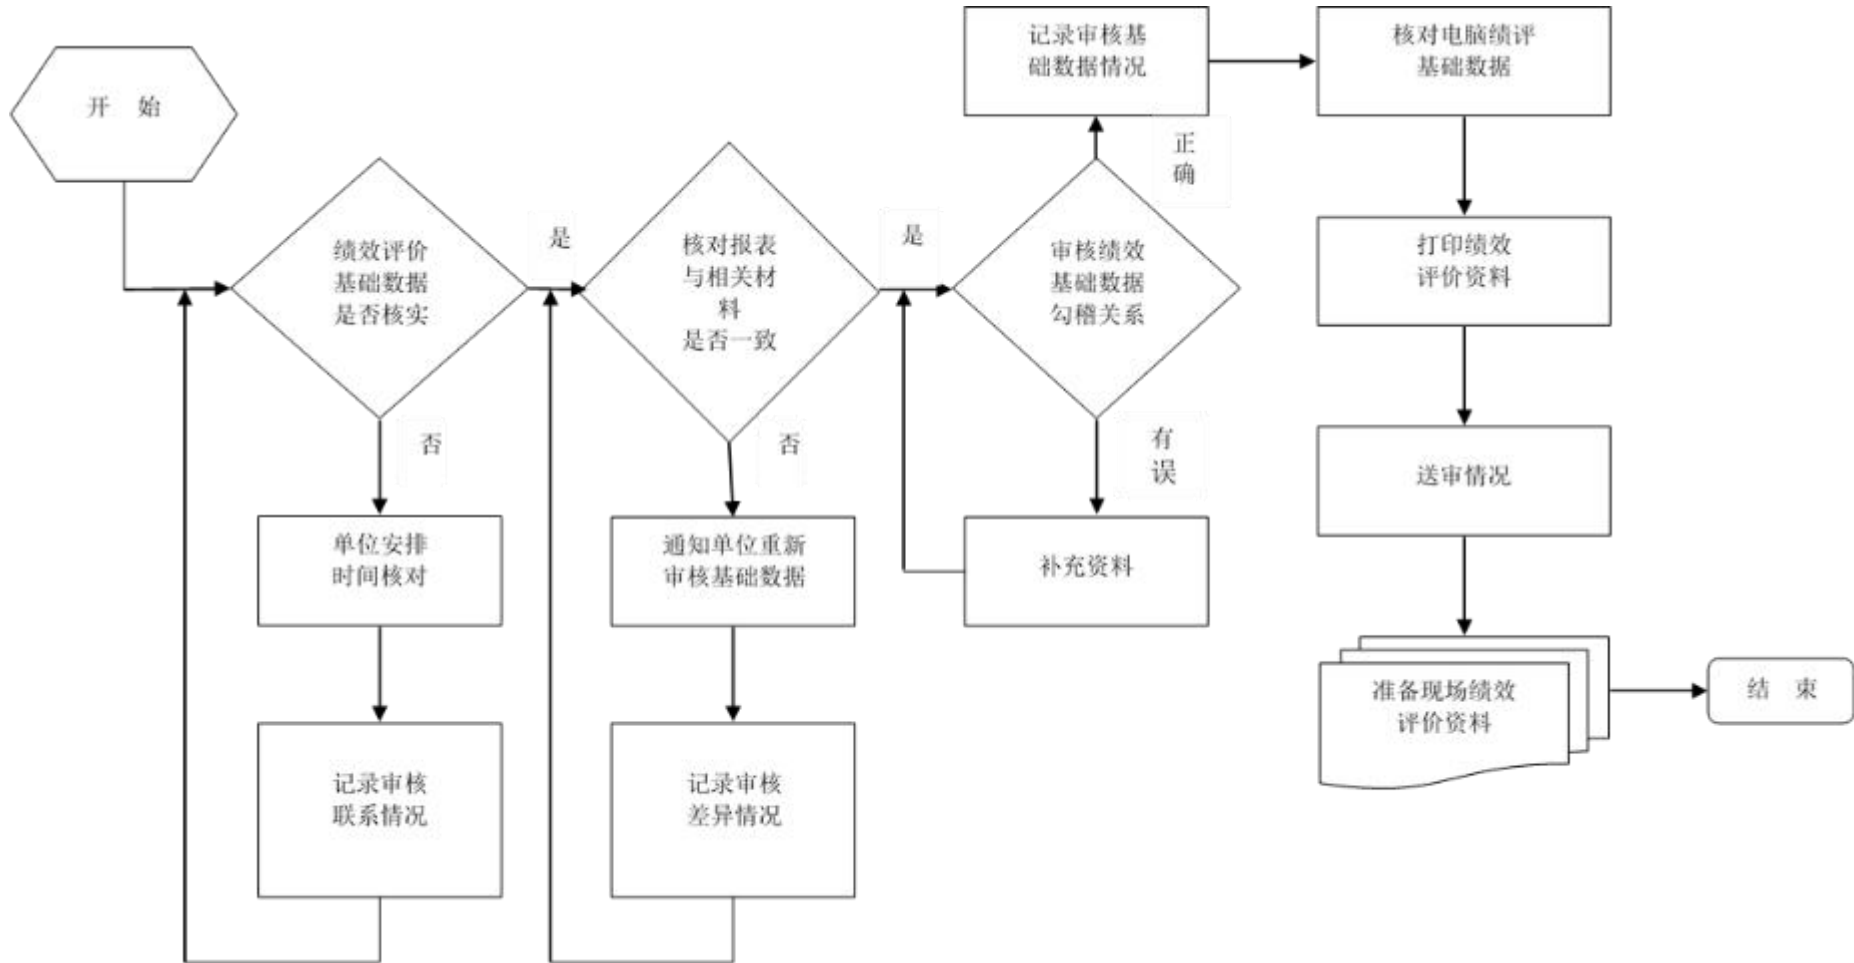 开 始
绩效评价
基础数据
是否核实
是
否
单位安排
时间核对
记录审核
联系情况
核对报表
与相关材
料
是否一致
是
否
通知单位重新
审核基础数据
记录审核
差异情况
审核绩效
基础数据
勾稽关系
正
确
有
误
补充资料
记录审核基
础数据情况
核对电脑绩评
基础数据
打印绩效
评价资料
送审情况
准备现场绩效
评价资料
结 束